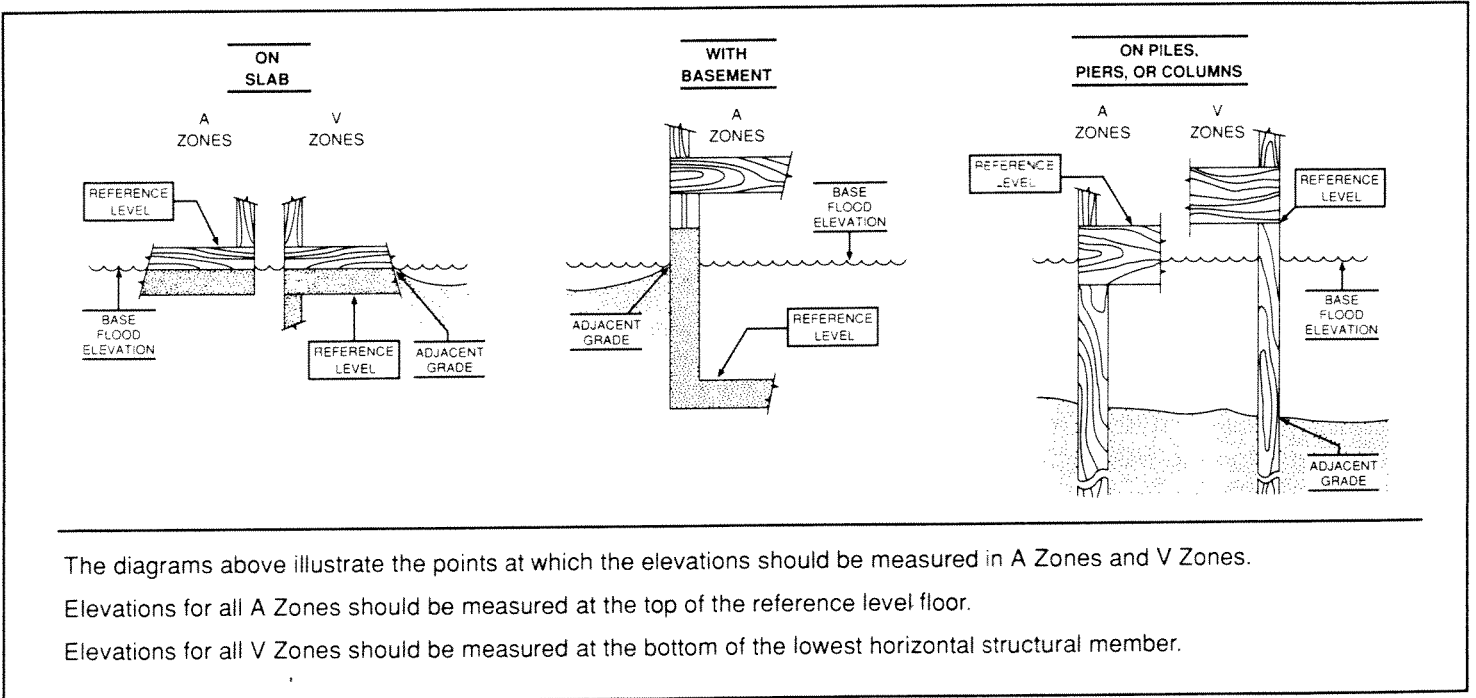 ON
SLAB
A
ZONES
V
ZONES
REFERENCE
LEVEL
BASE
FLOOD
ELEVATION
REFERENCE
LEVEL
ADJACENT
GRADE
WITH
BASEMENT
A
ZONES
BASE
FLOOD
ELEVATION
ADJACENT
GRADE
REFERENCE
LEVEL
ON PILES,
PIERS, OR COLUMNS
A
ZONES
V
ZONES
REFERENCE
LEVEL
REFERENCE
LEVEL
BASE
FLOOD
ELEVATION
ADJACENT
GRADE
The diagrams above illustrate the points at which the elevations should be measured in A Zones and V Zones.
Elevations for all A Zones should be measured at the top of the reference level floor.
Elevations for all V Zones should be measured at the bottom of the lowest horizontal structural member.